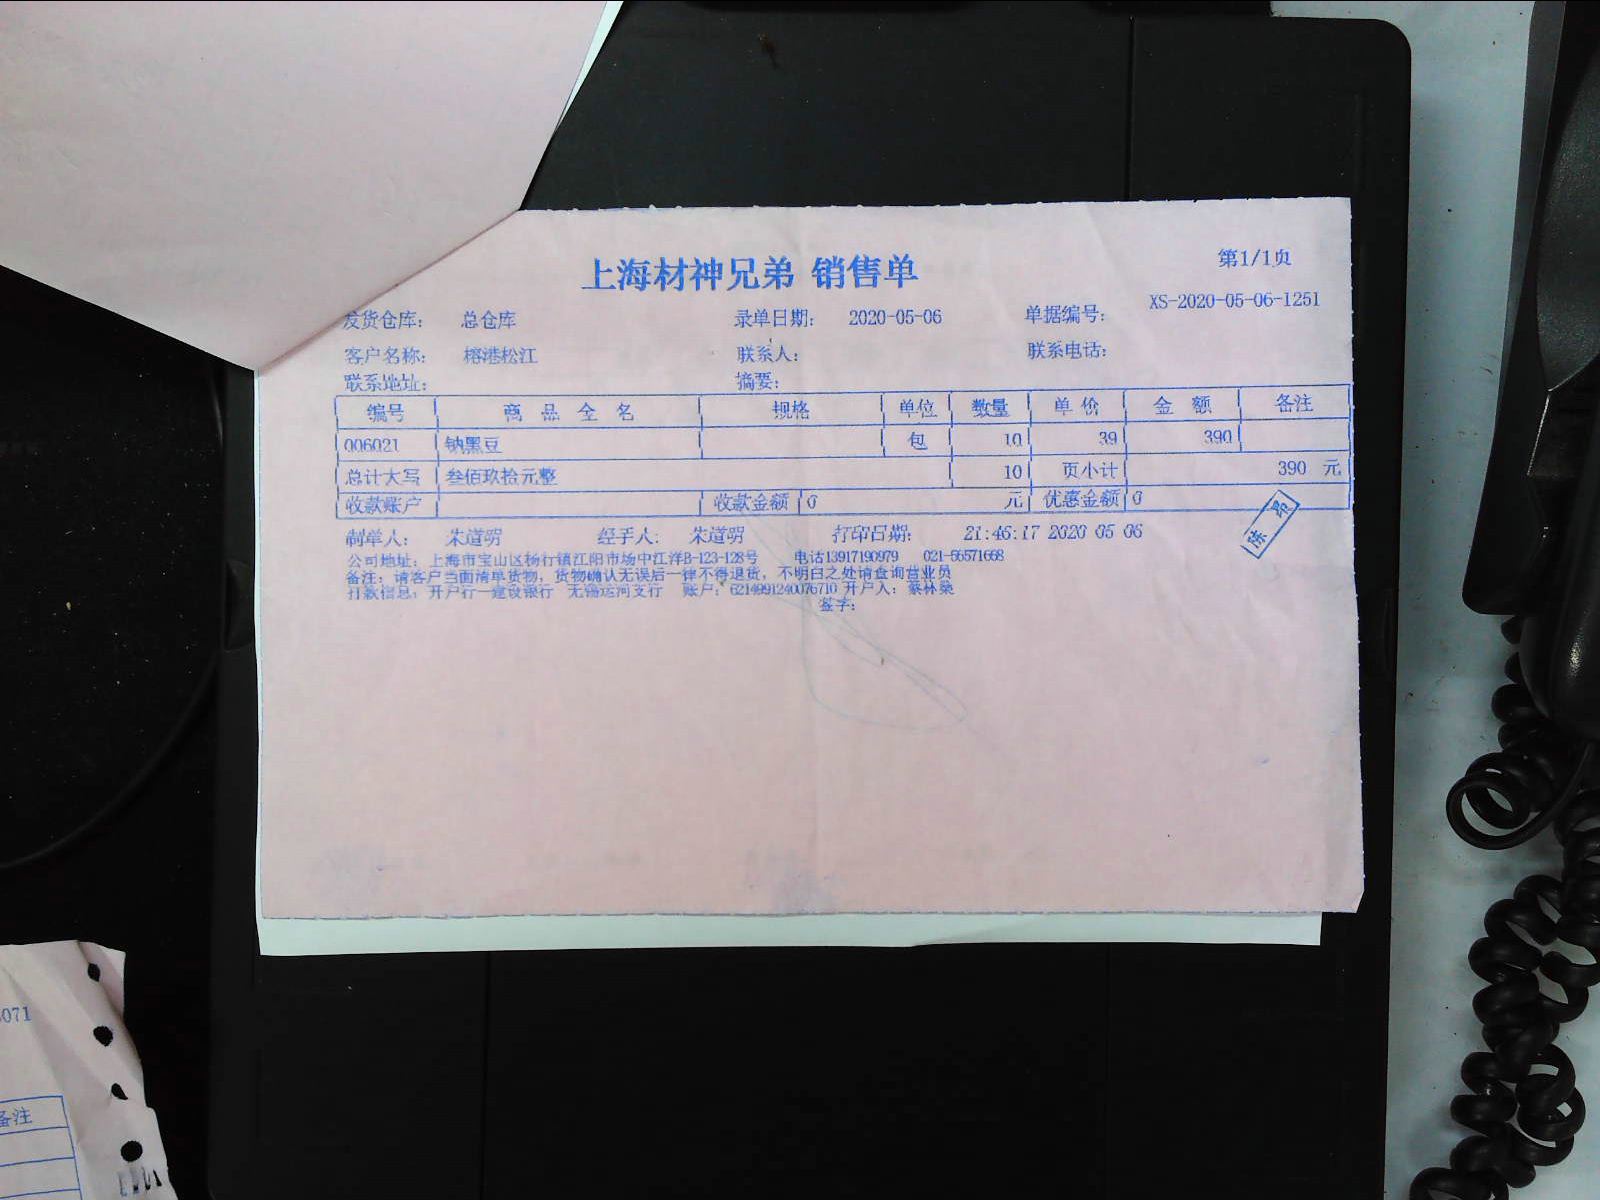 上海材神兄弟 销售单
第1/1页
发货仓库： 总仓库 录单日期： 2020-05-06 单据编号： XS-2020-05-06-1251
客户名称： 榕港松江 联系人： 联系电话：
联系地址： 摘要：
编号 商 品 全 名 规格 单位 数量 单 价 金 额 备注
006021 钠黑豆 包 10 39 390
总计大写 叁佰玖拾元整 10 页小计 390 元
收款账户 收款金额 0 元 优惠金额 0
陈 昂
制单人： 朱道明 经手人： 朱道明 打印日期： 21:46:17 2020 05 06
公司地址：上海市宝山区杨行镇江阳市场中江洋B-123-128号 电话13917190979 021-56571668
备注：请客户当面清单货物，货物确认无误后一律不得退货，不明白之处请查询营业员
打款信息：开户行一建设银行 无锡运河支行 账户：6214991240076710 开户人：蔡林燊
签字：
071
备注